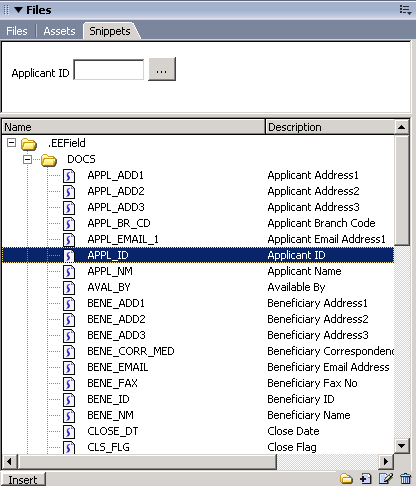 Files
Files Assets Snippets
Applicant ID ...
Name Description
.EEField
DOCS
APPL_ADD1 Applicant Address1
APPL_ADD2 Applicant Address2
APPL_ADD3 Applicant Address3
APPL_BR_CD Applicant Branch Code
APPL_EMAIL_1 Applicant Email Address1
APPL_ID Applicant ID
APPL_NM Applicant Name
AVAL_BY Available By
BENE_ADD1 Beneficiary Address1
BENE_ADD2 Beneficiary Address2
BENE_ADD3 Beneficiary Address3
BENE_CORR_MED Beneficiary Corresponden
BENE_EMAIL Beneficiary Email Address
BENE_FAX Beneficiary Fax No
BENE_ID Beneficiary ID
BENE_NM Beneficiary Name
CLOSE_DT Close Date
CLS_FLG Close Flag
Insert